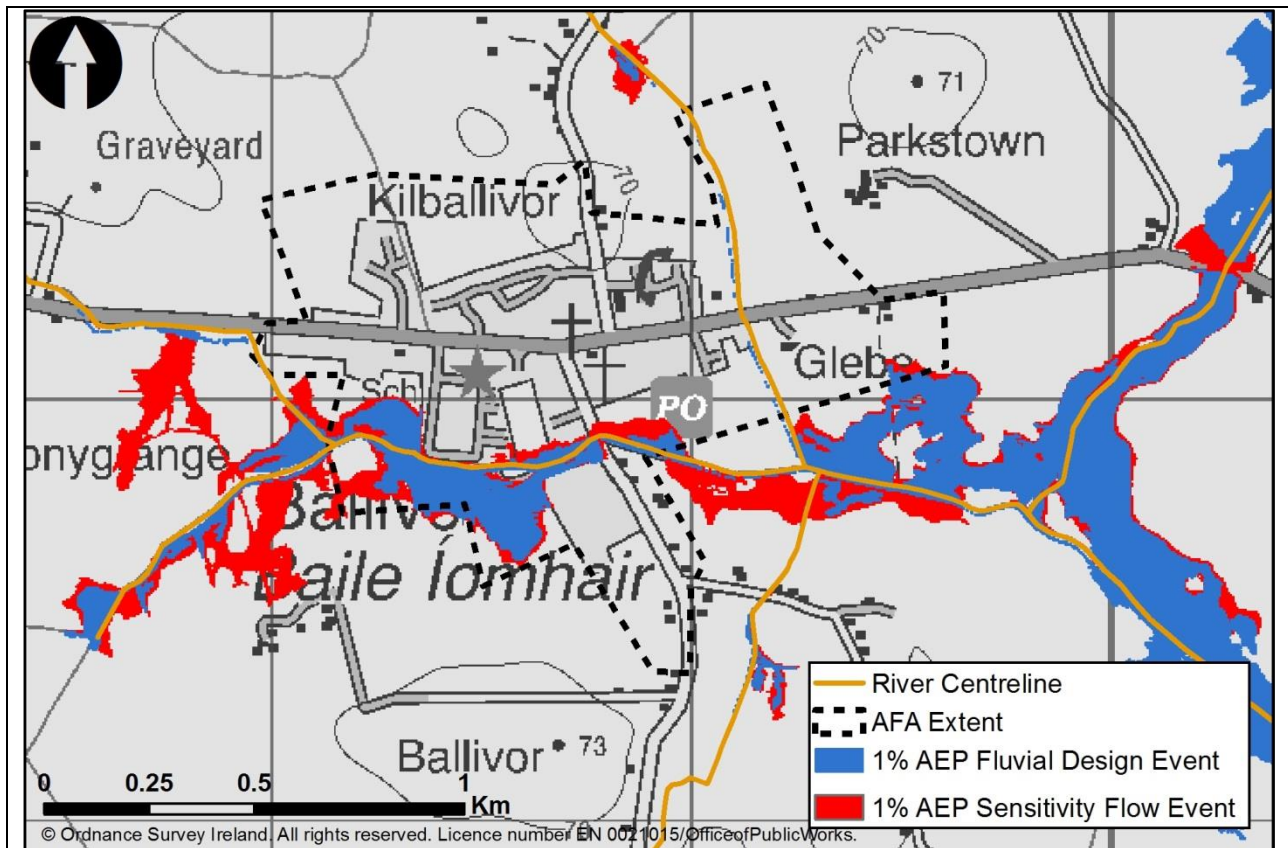 70
71
Graveyard
Parkstown
Kilballivor
70
Glebe
Sch
PO
onygrange
Ballivo
Baile Íomhair
River Centreline
AFA Extent
1% AEP Fluvial Design Event
1% AEP Sensitivity Flow Event
Ballivor 73
0 0.25 0.5 1
Km
© Ordnance Survey Ireland. All rights reserved. Licence number EN 0021015/OfficeofPublicWorks.